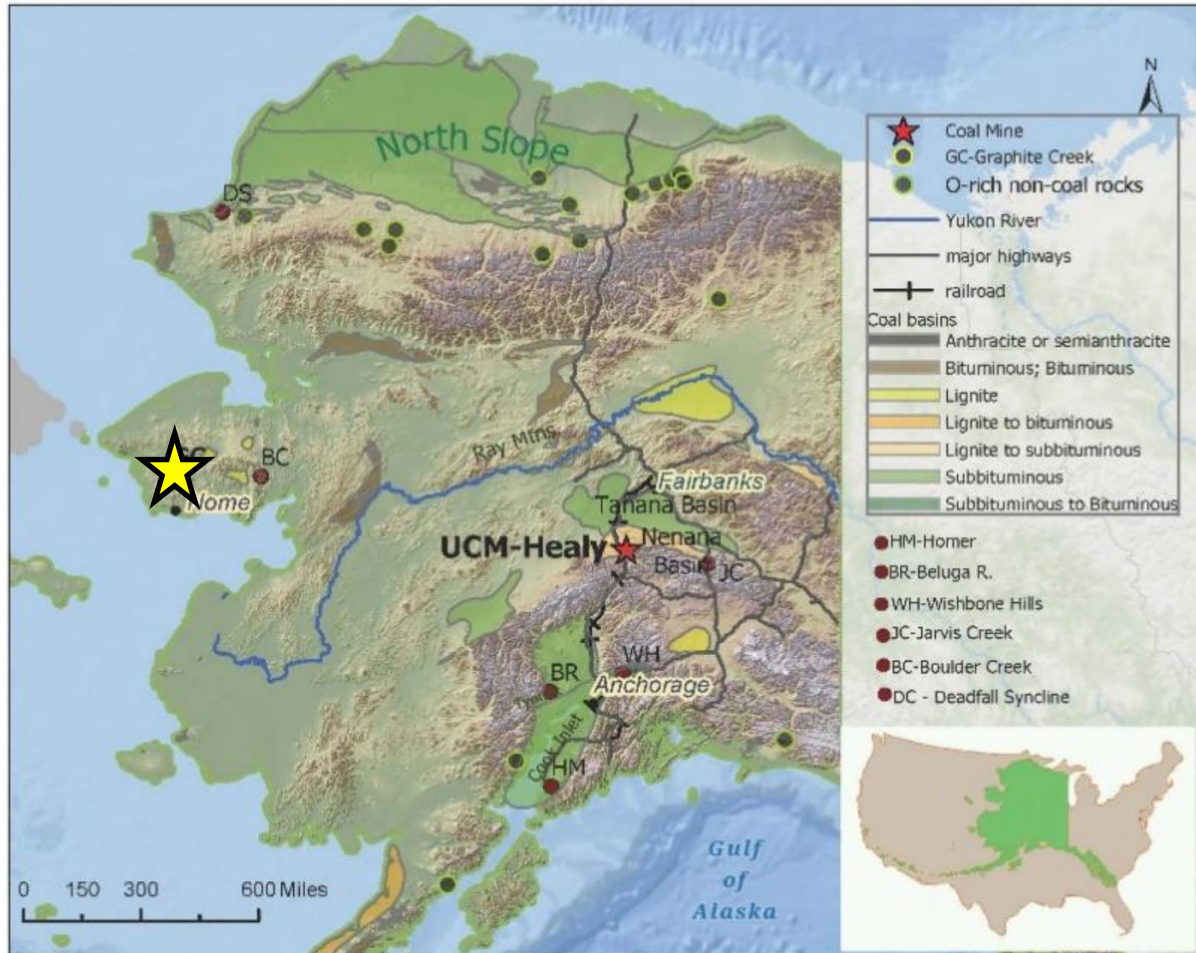 North Slope
DS
Ray Mtns
BC
Nome
Fairbanks
Tanana Basin
UCM-Healy
Nenana
Basin
JC
WH
BR
Anchorage
Cook Inlet
HM
Gulf
of
Alaska
0 150 300 600 Miles
N
Coal Mine
GC-Graphite Creek
O-rich non-coal rocks
Yukon River
major highways
railroad
Coal basins
Anthracite or semianthracite
Bituminous; Bituminous
Lignite
Lignite to bituminous
Lignite to subbituminous
Subbituminous
Subbituminous to Bituminous
HM-Homer
BR-Beluga R.
WH-Wishbone Hills
JC-Jarvis Creek
BC-Boulder Creek
DC - Deadfall Syncline